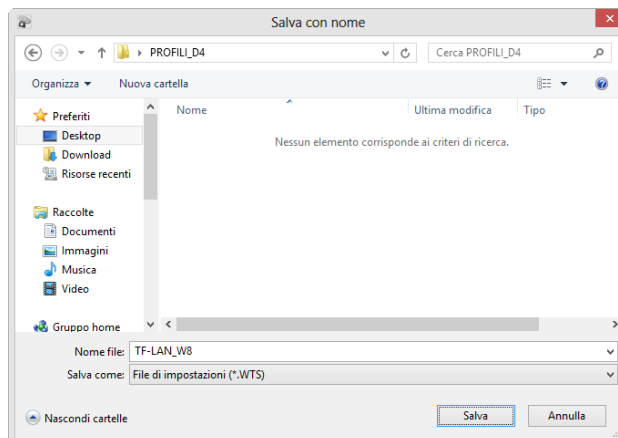 Salva con nome
PROFILI_D4
Cerca PROFILI_D4
Organizza
Nuova cartella
Nome
Ultima modifica
Tipo
Nessun elemento corrisponde ai criteri di ricerca.
Preferiti
Desktop
Download
Risorse recenti
Raccolte
Documenti
Immagini
Musica
Video
Gruppo home
Nome file: TF-LAN_W8
Salva come: File di impostazioni (*.WTS)
Nascondi cartelle
Salva
Annulla